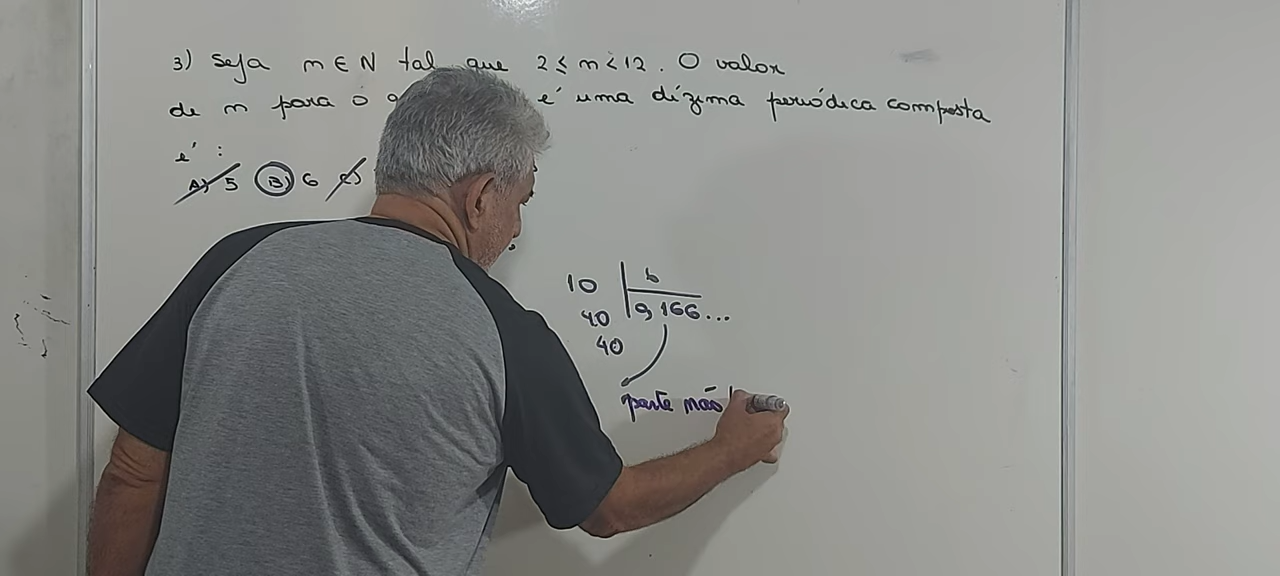 3) Seja n ∈ N tal que 2 ≤ n < 12. O valor
de n para o é uma dízima periódica composta
é :
A) 5 B) 6 C)
10 6
40 0,166...
40
parte não